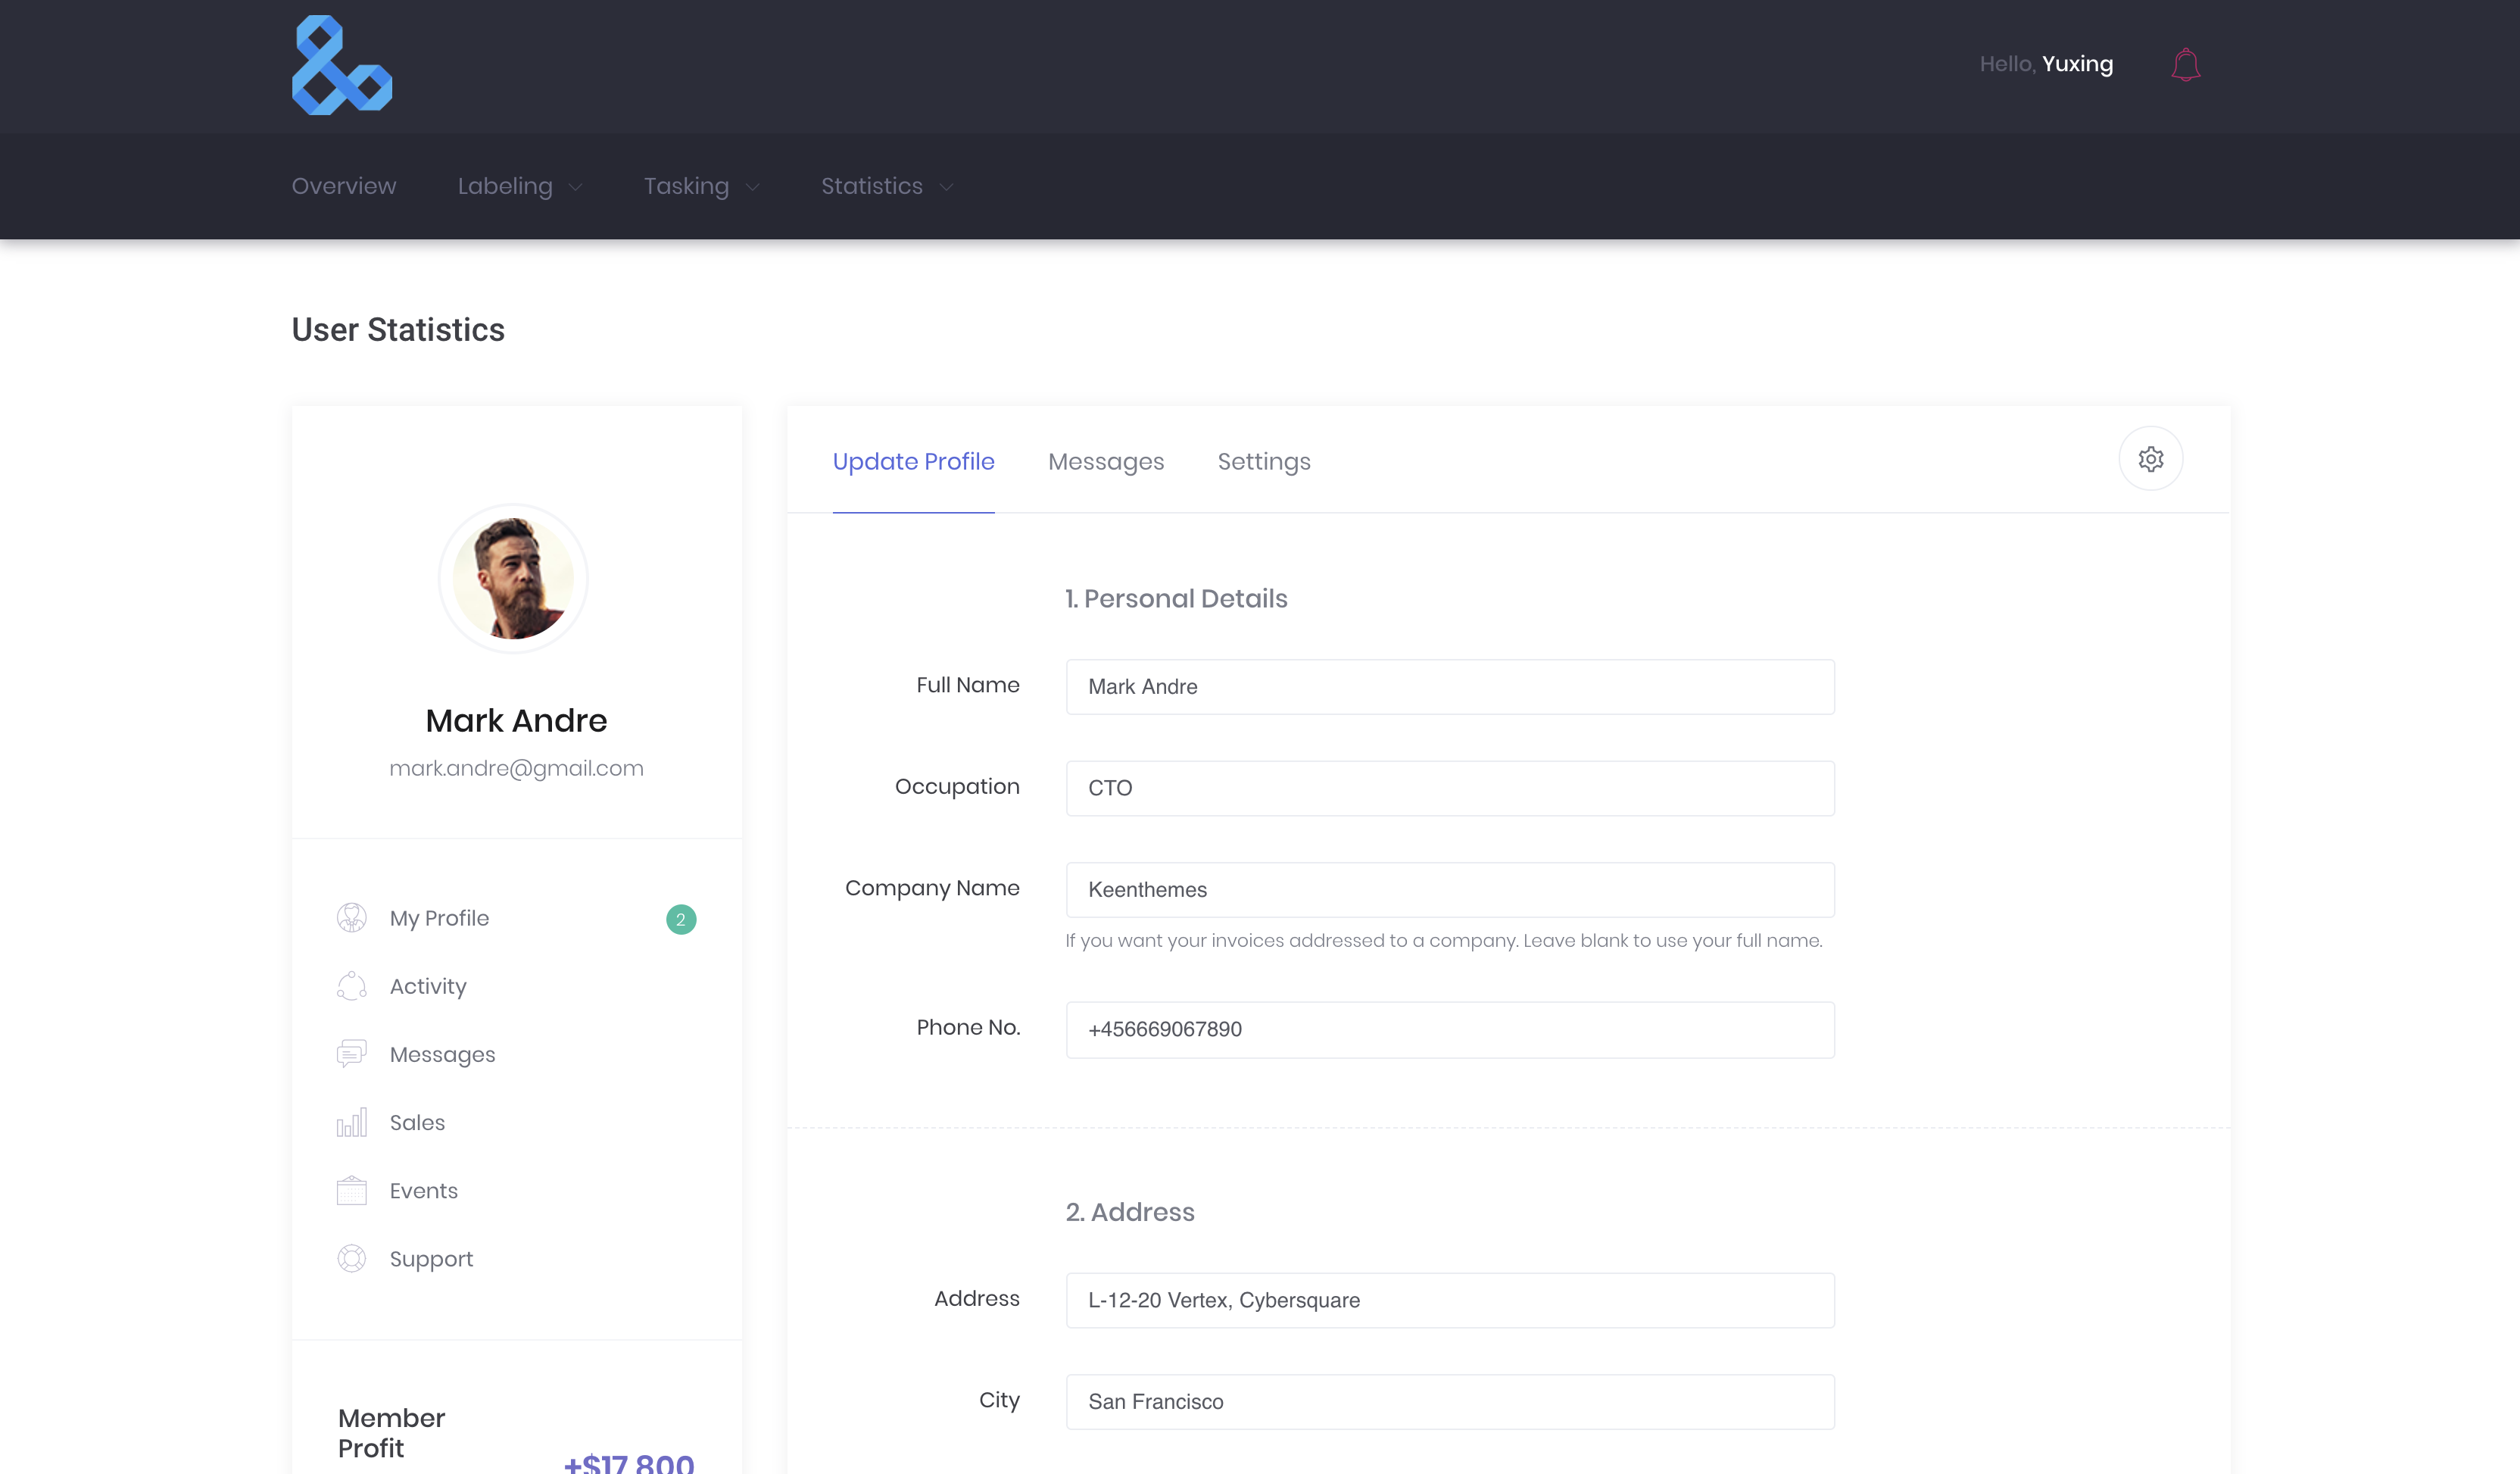 Hello, Yuxing
Overview
Labeling
Tasking
Statistics
User Statistics
Mark Andre
mark.andre@gmail.com
My Profile
2
Activity
Messages
Sales
Events
Support
Member
Profit
+$17,800
Update Profile
Messages
Settings
1. Personal Details
Full Name
Mark Andre
Occupation
CTO
Company Name
Keenthemes
If you want your invoices addressed to a company. Leave blank to use your full name.
Phone No.
+456669067890
2. Address
Address
L-12-20 Vertex, Cybersquare
City
San Francisco